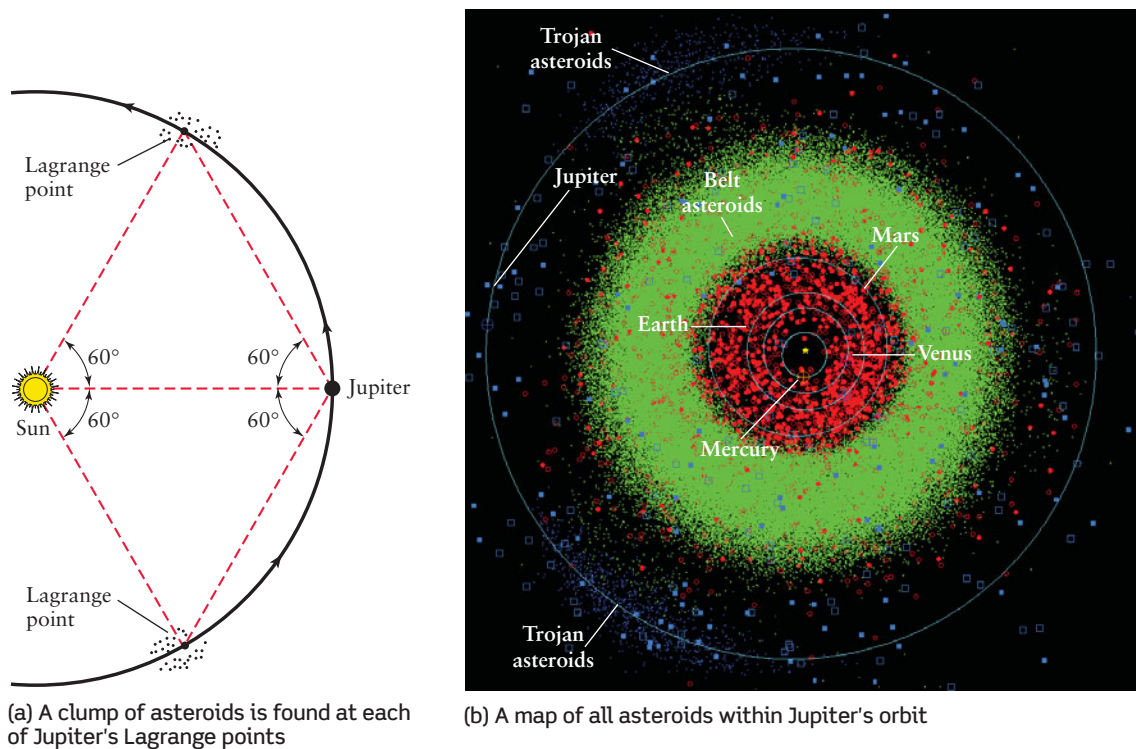 Lagrange
point
60°
60°
Sun
60°
60°
Jupiter
Lagrange
point
(a) A clump of asteroids is found at each
of Jupiter's Lagrange points
Trojan
asteroids
Jupiter
Belt
asteroids
Mars
Earth
Venus
Mercury
Trojan
asteroids
(b) A map of all asteroids within Jupiter's orbit